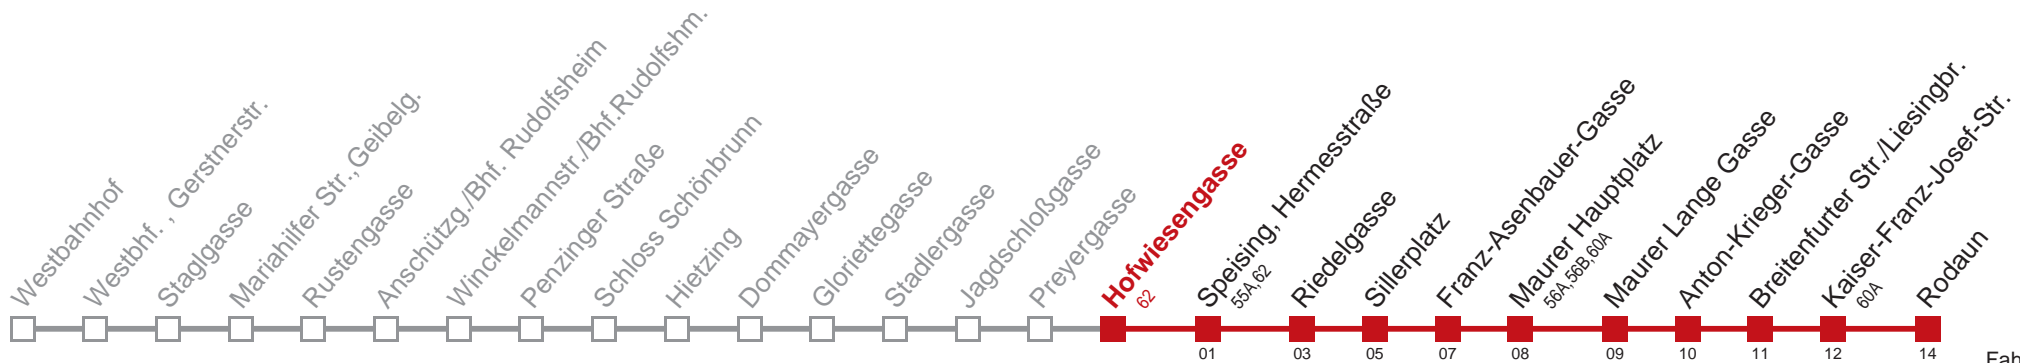 Westbahnhof
Westbhf. , Gerstnerstr.
Staglgasse
Mariahilfer Str.,Geibelg.
Rustengasse
Anschützg./Bhf. Rudolfsheim
Winckelmannstr./Bhf.Rudolfshm.
Penzinger Straße
Schloss Schönbrunn
Hietzing
Dommayergasse
Gloriettegasse
Stadlergasse
Jagdschloßgasse
Preyergasse
Hofwiesengasse
62
Speising, Hermesstraße
55A,62
Riedelgasse
Sillerplatz
Franz-Asenbauer-Gasse
Maurer Hauptplatz
56A,56B,60A
Maurer Lange Gasse
Anton-Krieger-Gasse
Breitenfurter Str./Liesingbr.
Kaiser-Franz-Josef-Str.
60A
Rodaun
01 03 05 07 08 09 10 11 12 14
Fah